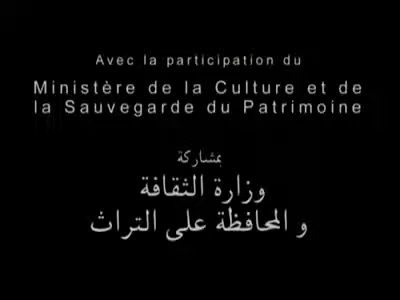 Avec la participation du
Ministère de la Culture et de
la Sauvegarde du Patrimoine
بمشاركة
وزارة الثقافة
و المحافظة على التراث